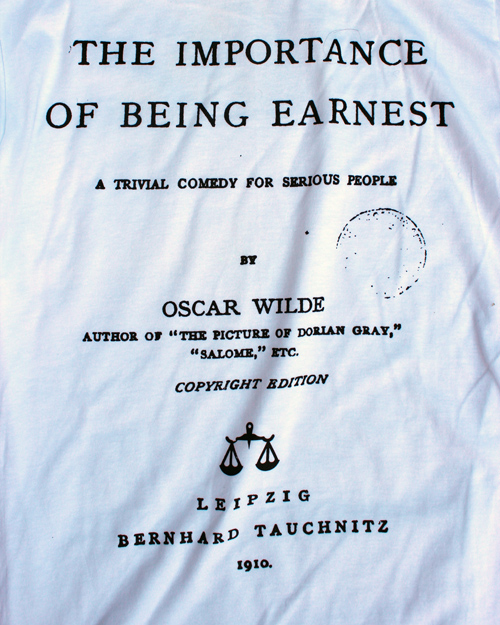 THE IMPORTANCE
OF BEING EARNEST
A TRIVIAL COMEDY FOR SERIOUS PEOPLE
BY
OSCAR WILDE
AUTHOR OF “THE PICTURE OF DORIAN GRAY,”
“SALOME,” ETC.
COPYRIGHT EDITION
LEIPZIG
BERNHARD TAUCHNITZ
1910.